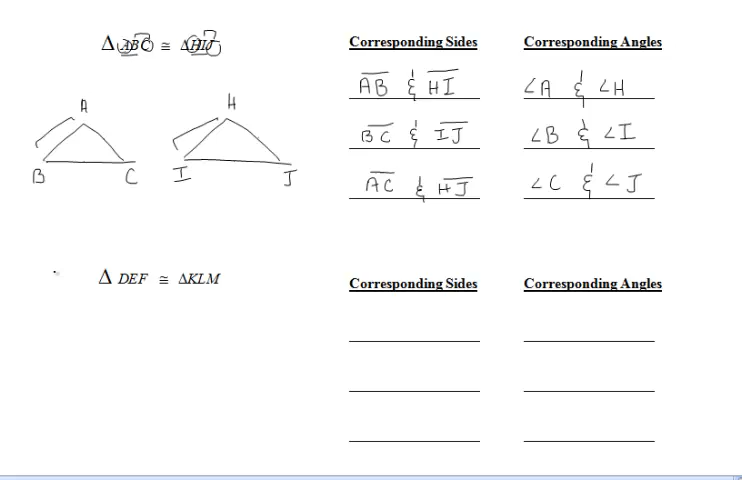 Δ ABC ≅ ΔHIJ
Corresponding Sides
Corresponding Angles
AB & HI
∠A & ∠H
BC & IJ
∠B & ∠I
AC & HJ
∠C & ∠J
A
B C
H
I J
Δ DEF ≅ ΔKLM
Corresponding Sides
Corresponding Angles